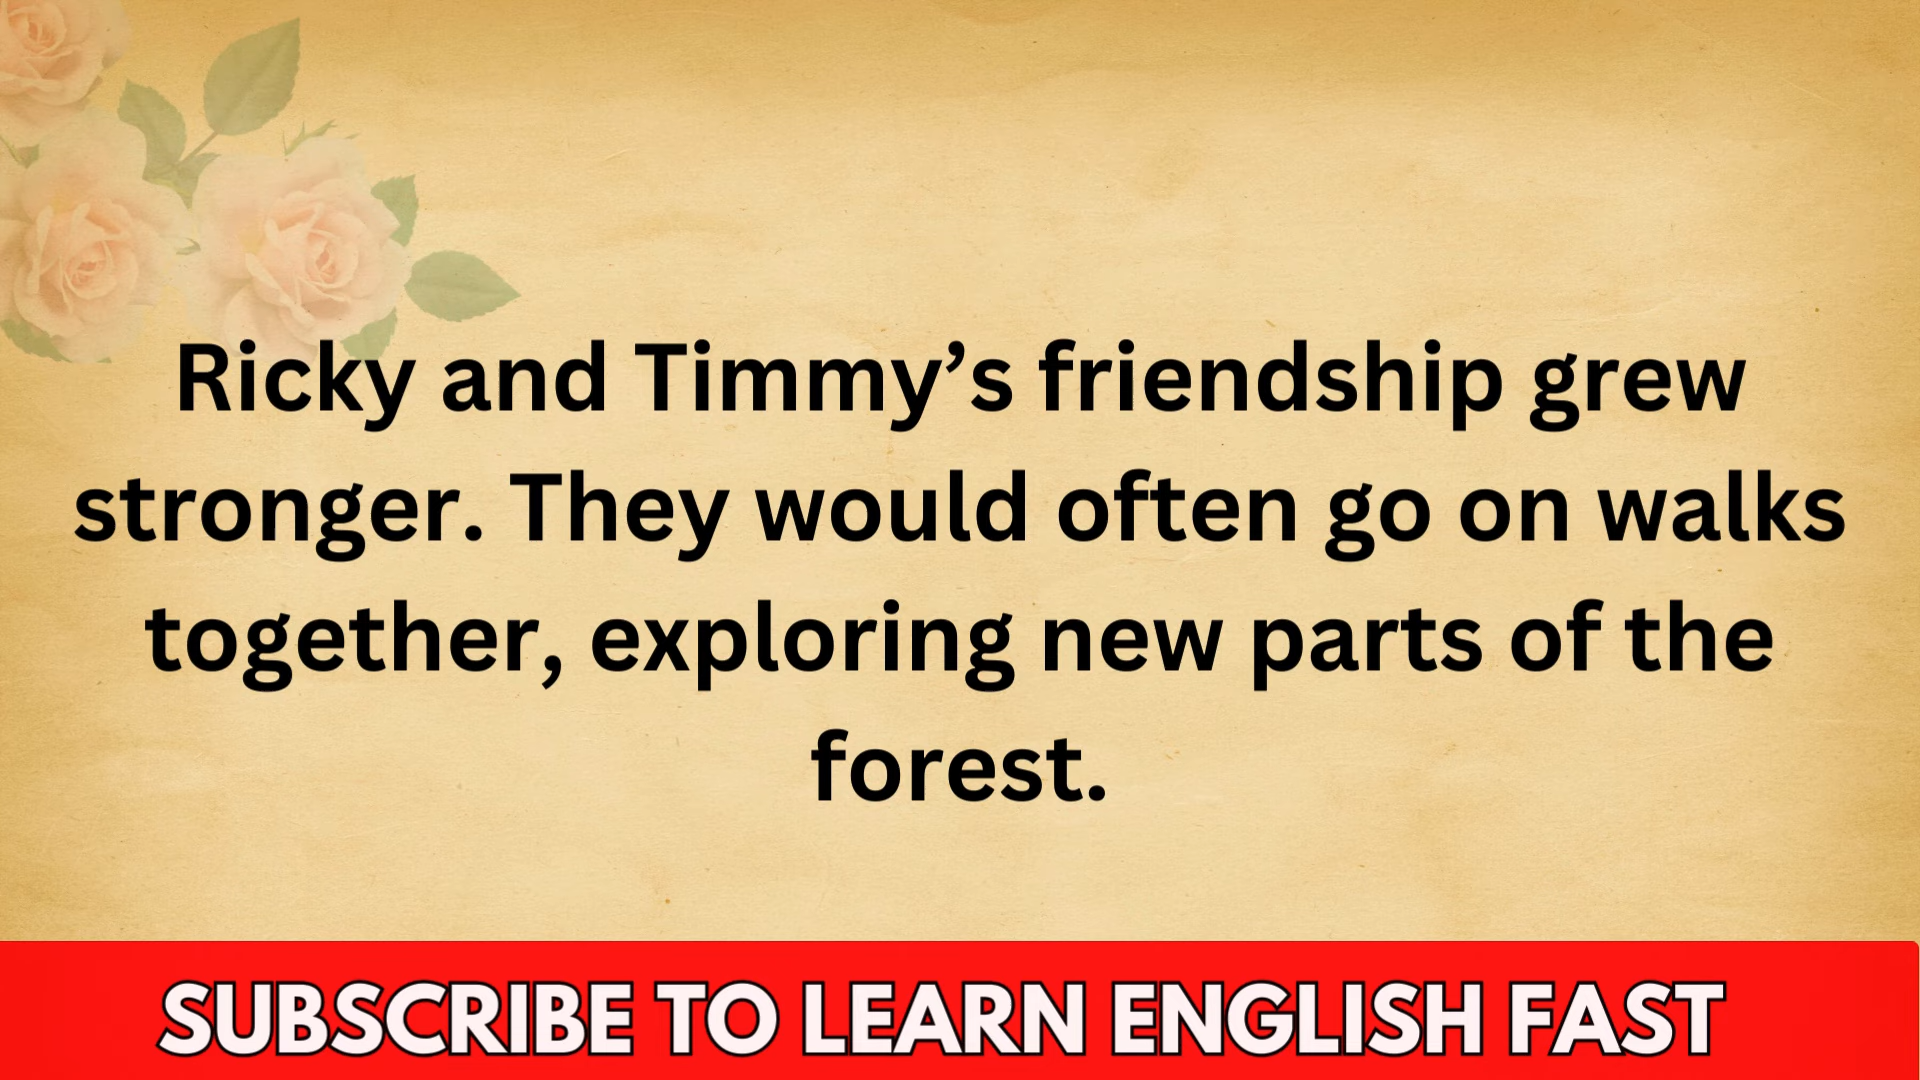 Ricky and Timmy’s friendship grew
stronger. They would often go on walks
together, exploring new parts of the
forest.
SUBSCRIBE TO LEARN ENGLISH FAST